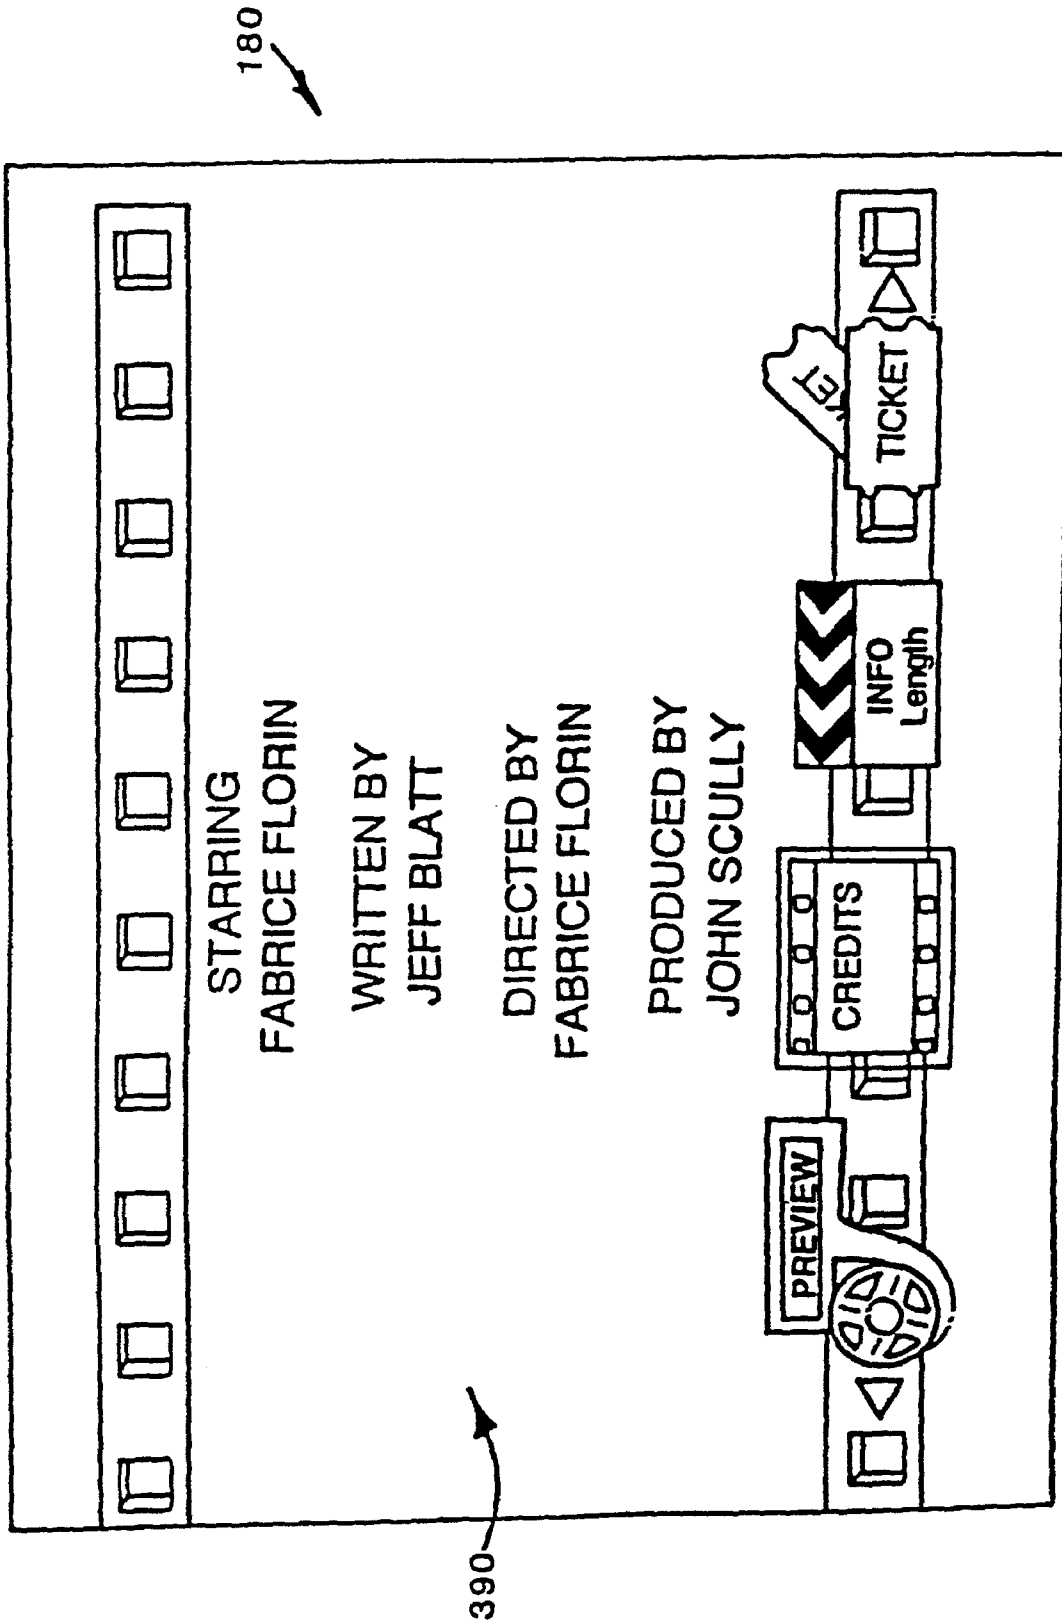 180
STARRING
FABRICE FLORIN
WRITTEN BY
JEFF BLATT
DIRECTED BY
FABRICE FLORIN
PRODUCED BY
JOHN SCULLY
PREVIEW
CREDITS
INFO
Length
KET
TICKET
390